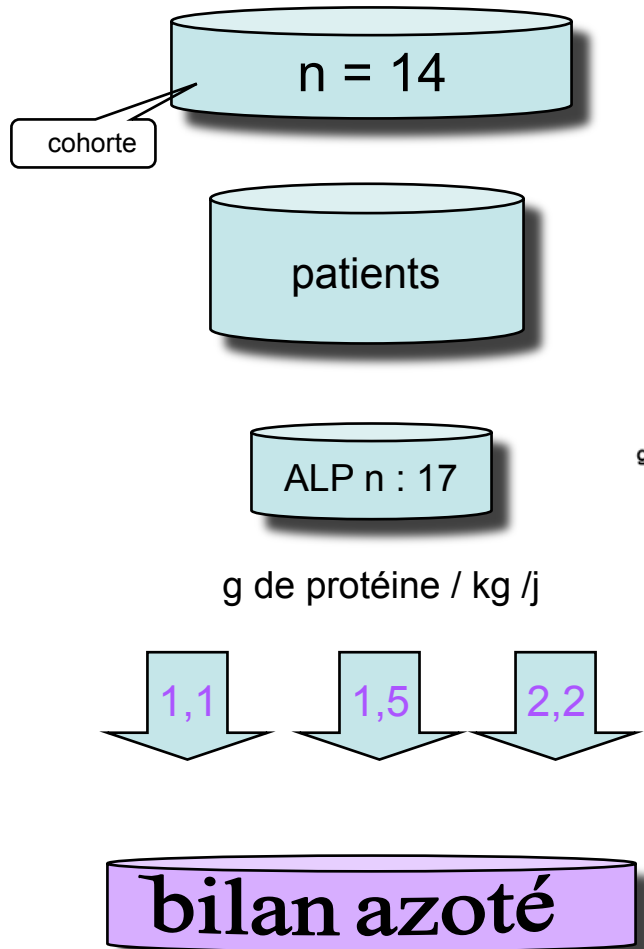 n = 14
cohorte
patients
ALP n : 17
g
g de protéine / kg /j
1,1 1,5 2,2
bilan azoté